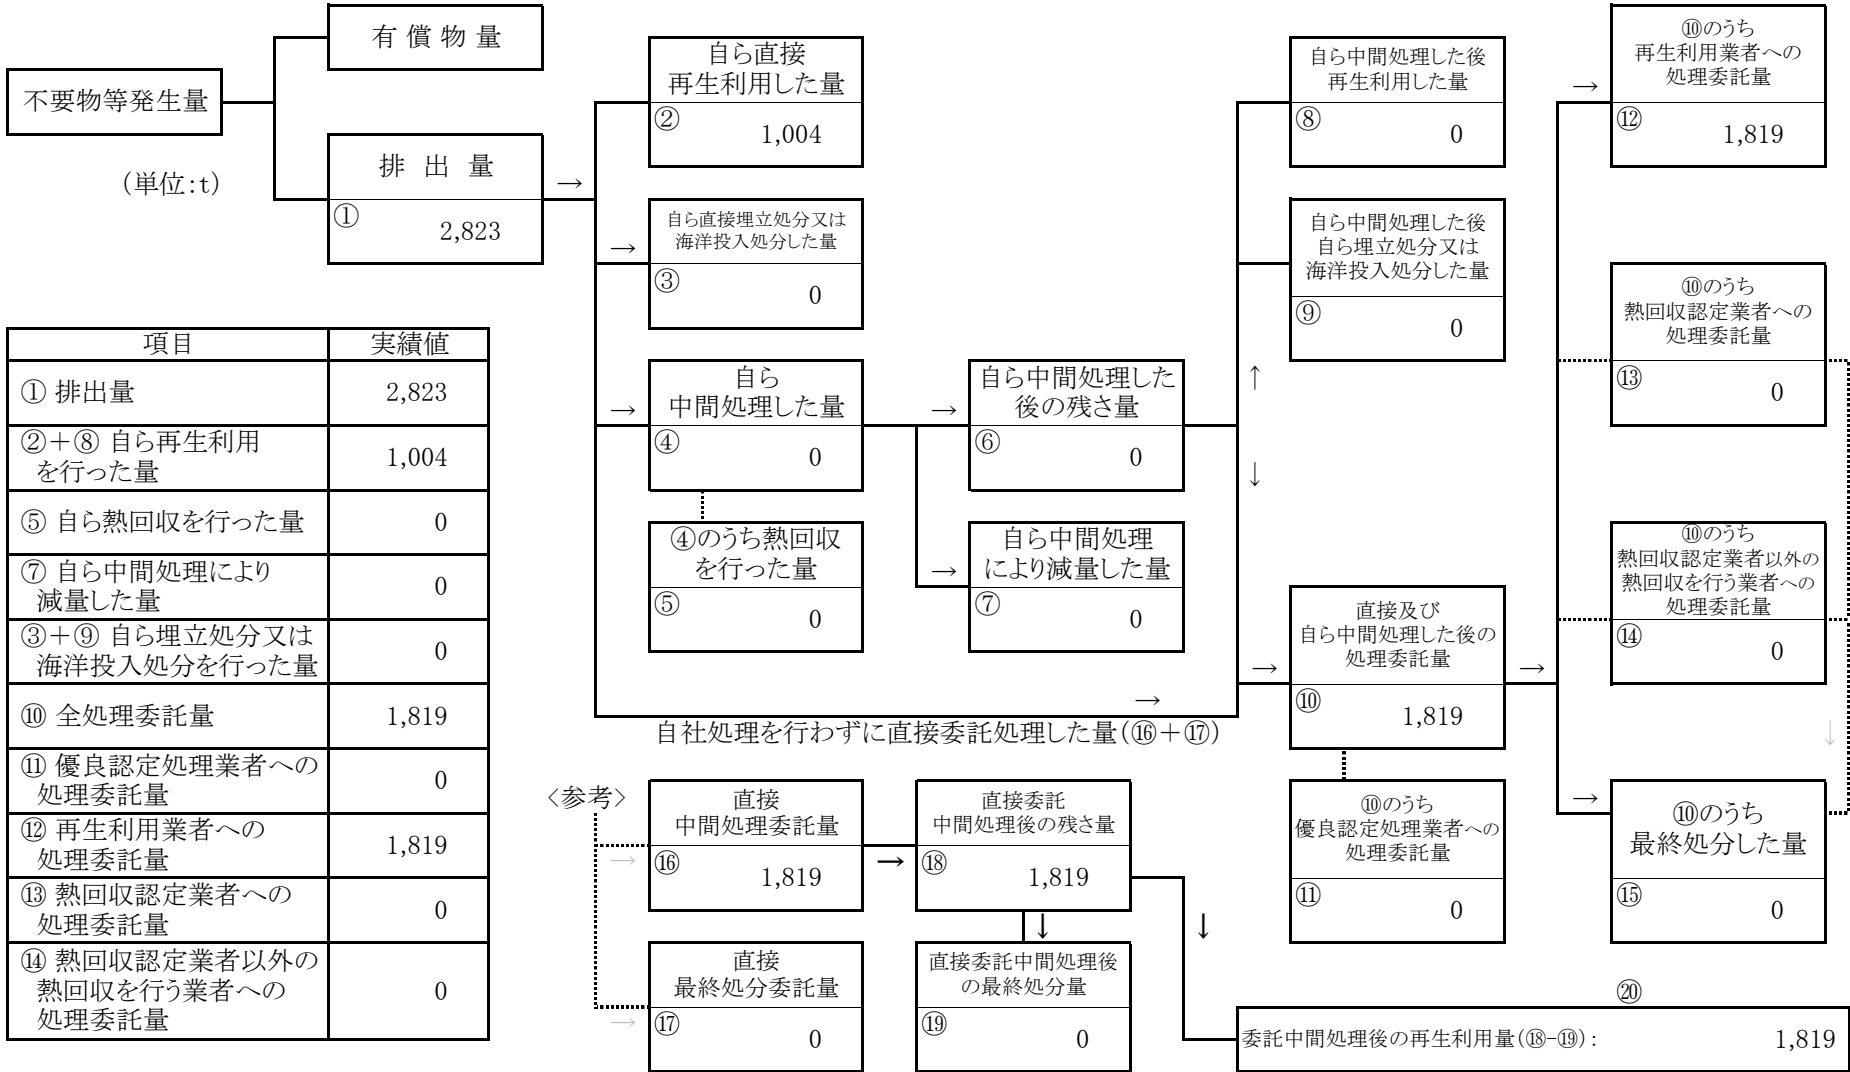 有 償 物 量
不要物等発生量
（単位：t）
排 出 量
①
2,823
→
自ら直接
再生利用した量
②
1,004
自ら直接埋立処分又は
海洋投入処分した量
→
③
0
自ら
中間処理した量
→
④
0
④のうち熱回収
を行った量
⑤
0
自ら中間処理した
後の残さ量
→
⑥
0
自ら中間処理
により減量した量
→
⑦
0
自ら中間処理した後
再生利用した量
⑧
0
自ら中間処理した後
自ら埋立処分又は
海洋投入処分した量
⑨
0
↑
↓
直接及び
自ら中間処理した後の
処理委託量
→
⑩
1,819
→
→
自社処理を行わずに直接委託処理した量（⑯＋⑰）
⑩のうち
優良認定処理業者への
処理委託量
⑪
0
⑩のうち
再生利用業者への
処理委託量
→
⑫
1,819
⑩のうち
熱回収認定業者への
処理委託量
⑬
0
⑩のうち
熱回収認定業者以外の
熱回収を行う業者への
処理委託量
⑭
0
↓
⑩のうち
最終処分した量
→
⑮
0
項目 実績値
① 排出量 2,823
②＋⑧ 自ら再生利用
を行った量 1,004
⑤ 自ら熱回収を行った量 0
⑦ 自ら中間処理により
減量した量 0
③＋⑨ 自ら埋立処分又は
海洋投入処分を行った量 0
⑩ 全処理委託量 1,819
⑪ 優良認定処理業者への
処理委託量 0
⑫ 再生利用業者への
処理委託量 1,819
⑬ 熱回収認定業者への
処理委託量 0
⑭ 熱回収認定業者以外の
熱回収を行う業者への
処理委託量 0
＜参考＞
直接
中間処理委託量
→
⑯
1,819
→
直接委託
中間処理後の残さ量
⑱
1,819
↓
↓
直接
最終処分委託量
→
⑰
0
直接委託中間処理後
の最終処分量
⑲
0
⑳
委託中間処理後の再生利用量（⑱-⑲）： 1,819